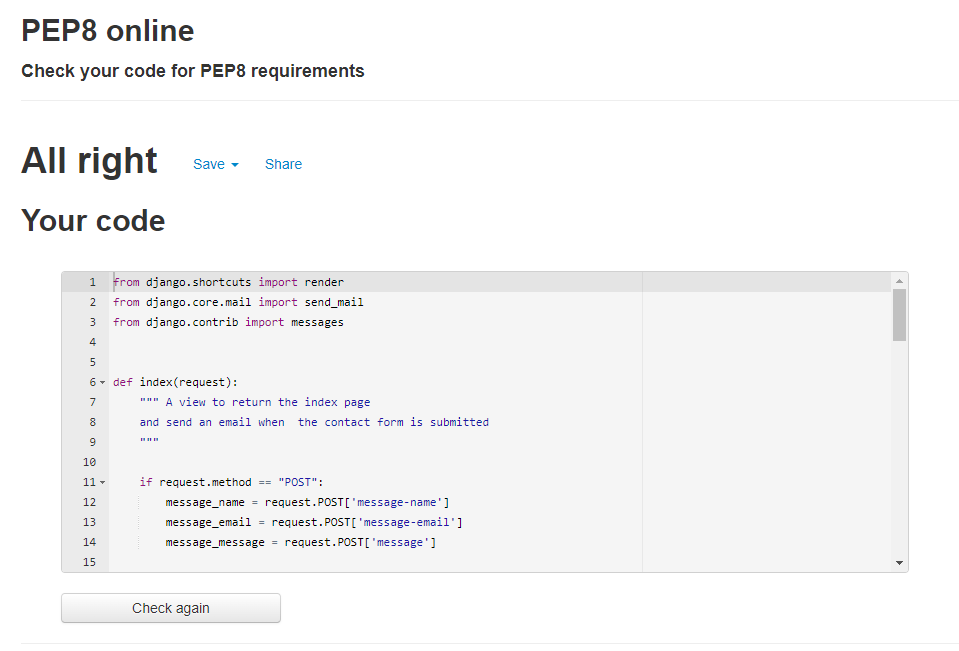 PEP8 online
Check your code for PEP8 requirements
All right Save Share
Your code
1 from django.shortcuts import render
2 from django.core.mail import send_mail
3 from django.contrib import messages
4
5
6 def index(request):
7     """ A view to return the index page
8     and send an email when  the contact form is submitted
9     """
10
11     if request.method == "POST":
12         message_name = request.POST['message-name']
13         message_email = request.POST['message-email']
14         message_message = request.POST['message']
15
Check again